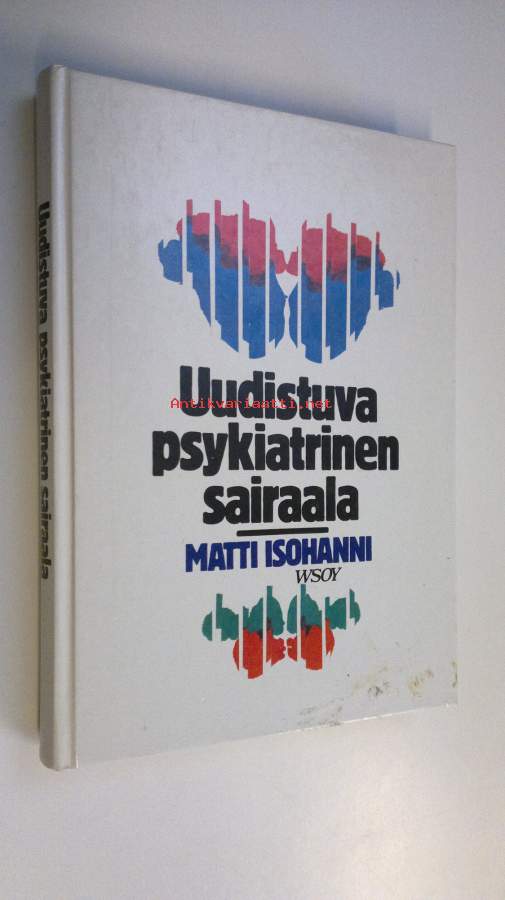 Uudistuva psykiatrinen sairaala
Uudistuva
Antikvariaatti.net
psykiatrinen
sairaala
MATTI ISOHANNI
WSOY